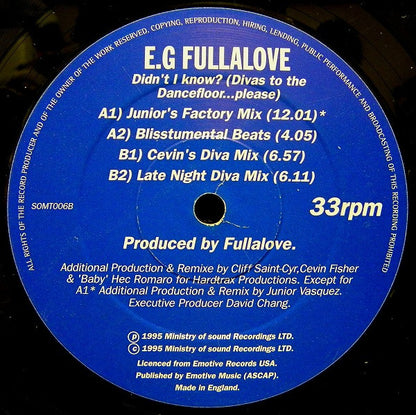 ALL RIGHTS OF THE RECORD PRODUCER AND OF THE OWNER OF THE WORK RESERVED. COPYING, REPRODUCTION, HIRING, LENDING, PUBLIC PERFORMANCE AND BROADCASTING OF THIS RECORDING PROHIBITED
E.G FULLALOVE
Didn't I know? (Divas to the
Dancefloor...please)
A1) Junior's Factory Mix (12.01)*
A2) Blisstumental Beats (4.05)
B1) Cevin's Diva Mix (6.57)
B2) Late Night Diva Mix (6.11)
SOMT006B
33rpm
Produced by Fullalove.
Additional Production & Remixe by Cliff Saint-Cyr,Cevin Fisher
& 'Baby' Hec Romaro for Hardtrax Productions. Except for
A1* Additional Production & Remix by Junior Vasquez.
Executive Producer David Chang.
℗ 1995 Ministry of sound Recordings LTD.
© 1995 Ministry of sound Recordings LTD.
Licenced from Emotive Records USA.
Published by Emotive Music (ASCAP).
Made in England.